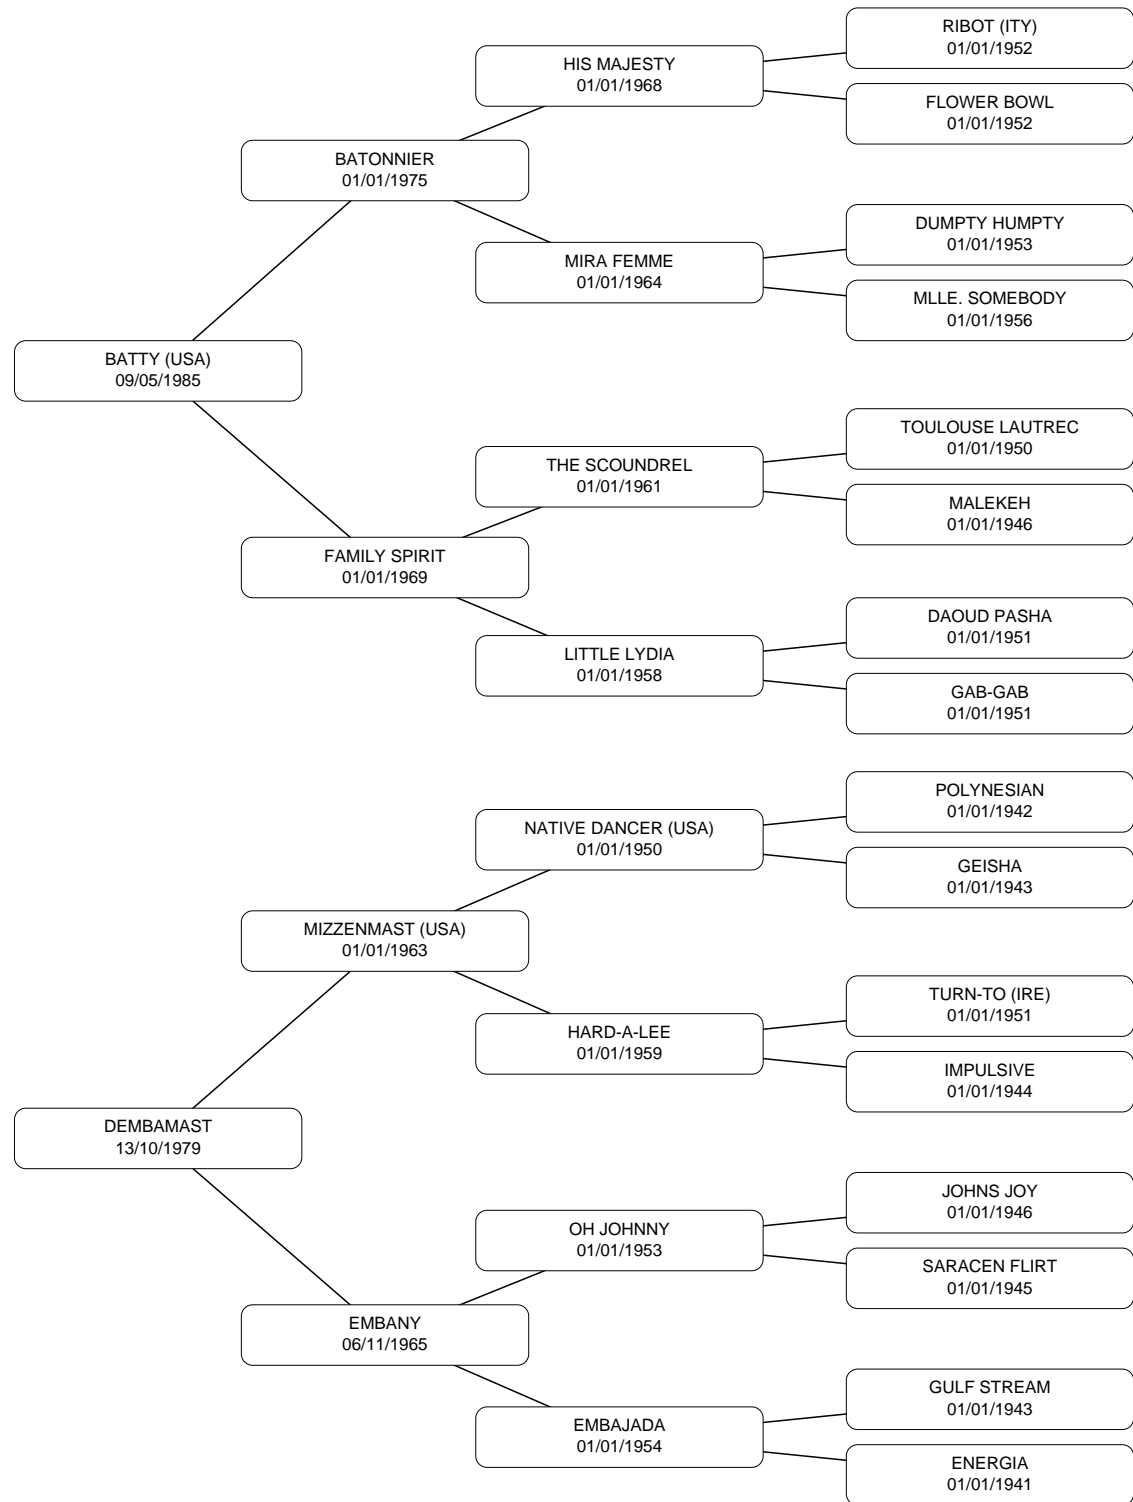 RIBOT (ITY)
01/01/1952
HIS MAJESTY
01/01/1968
FLOWER BOWL
01/01/1952
BATONNIER
01/01/1975
DUMPTY HUMPTY
01/01/1953
MIRA FEMME
01/01/1964
MLLE. SOMEBODY
01/01/1956
BATTY (USA)
09/05/1985
TOULOUSE LAUTREC
01/01/1950
THE SCOUNDREL
01/01/1961
MALEKEH
01/01/1946
FAMILY SPIRIT
01/01/1969
DAOUD PASHA
01/01/1951
LITTLE LYDIA
01/01/1958
GAB-GAB
01/01/1951
POLYNESIAN
01/01/1942
NATIVE DANCER (USA)
01/01/1950
GEISHA
01/01/1943
MIZZENMAST (USA)
01/01/1963
TURN-TO (IRE)
01/01/1951
HARD-A-LEE
01/01/1959
IMPULSIVE
01/01/1944
DEMBAMAST
13/10/1979
JOHNS JOY
01/01/1946
OH JOHNNY
01/01/1953
SARACEN FLIRT
01/01/1945
EMBANY
06/11/1965
GULF STREAM
01/01/1943
EMBAJADA
01/01/1954
ENERGIA
01/01/1941